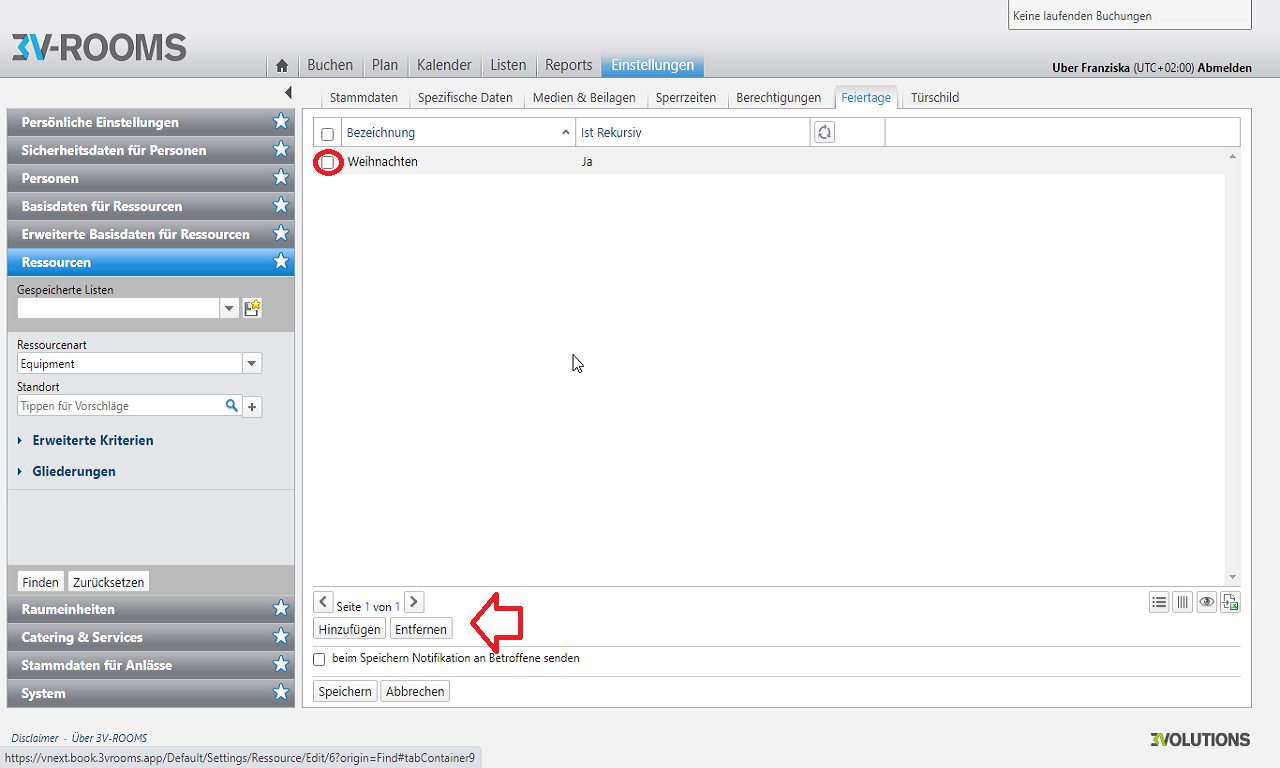 Keine laufenden Buchungen
3V-ROOMS
Buchen Plan Kalender Listen Reports Einstellungen
Uber Franziska (UTC+02:00) Abmelden
Stammdaten Spezifische Daten Medien & Beilagen Sperrzeiten Berechtigungen Feiertage Türschild
Persönliche Einstellungen
Sicherheitsdaten für Personen
Personen
Basisdaten für Ressourcen
Erweiterte Basisdaten für Ressourcen
Ressourcen
Gespeicherte Listen
Ressourcenart
Equipment
Standort
Tippen für Vorschläge
Erweiterte Kriterien
Gliederungen
Finden Zurücksetzen
Raumeinheiten
Catering & Services
Stammdaten für Anlässe
System
Bezeichnung Ist Rekursiv
Weihnachten Ja
Seite 1 von 1
Hinzufügen Entfernen
beim Speichern Notifikation an Betroffene senden
Speichern Abbrechen
Disclaimer - Über 3V-ROOMS
3VOLUTIONS
https://vnext.book.3vrooms.app/Default/Settings/Ressource/Edit/6?origin=Find#tabContainer9